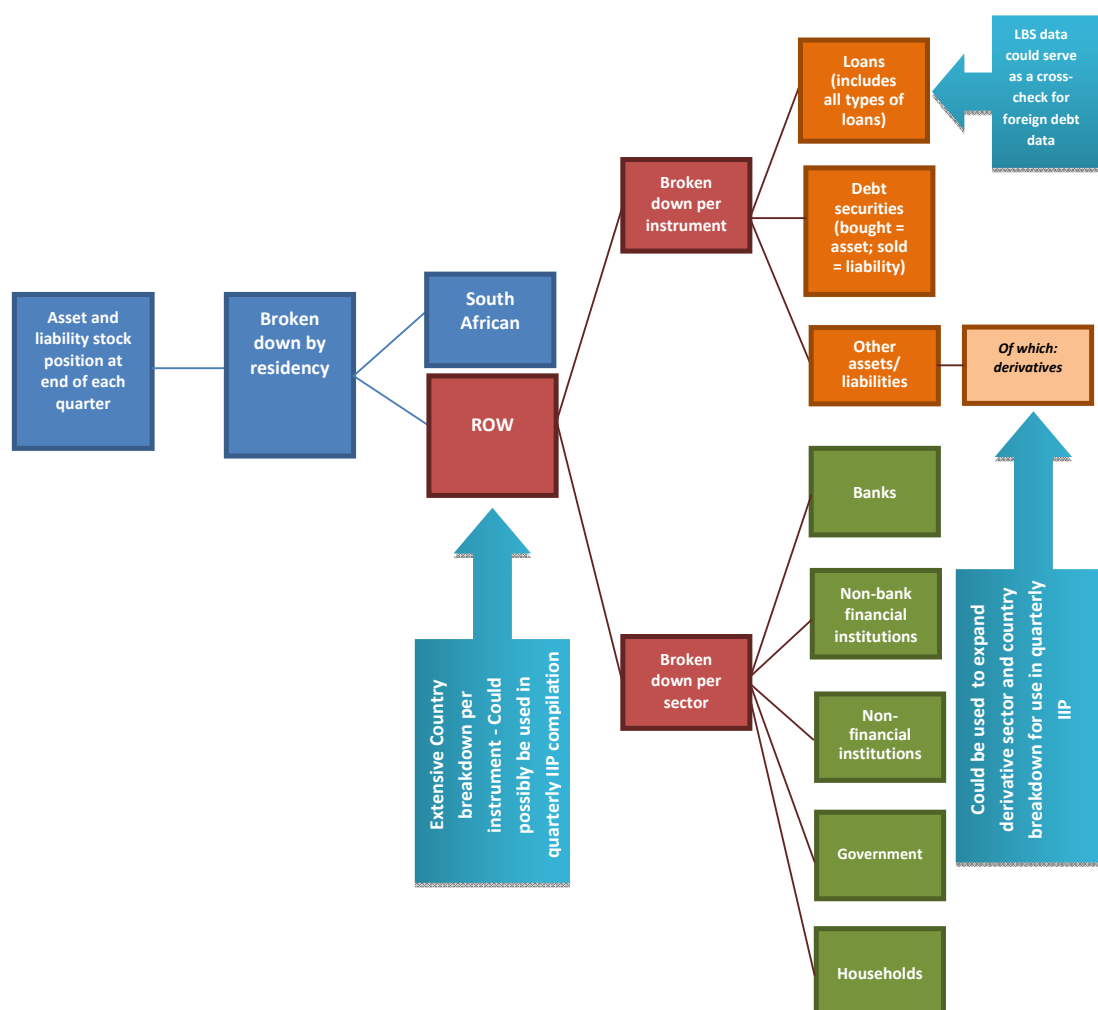 Asset and
liability stock
position at
end of each
quarter
Broken
down by
residency
South
African
ROW
Extensive Country
breakdown per
instrument - Could
possibly be used in
quarterly IIP compilation
Broken
down per
instrument
Loans
(includes
all types of
loans)
LBS data
could serve
as a cross-
check for
foreign debt
data
Debt
securities
(bought =
asset; sold
= liability)
Other
assets/
liabilities
Of which:
derivatives
Could be used to expand
derivative sector and country
breakdown for use in quarterly
IIP
Broken
down per
sector
Banks
Non-bank
financial
institutions
Non-
financial
institutions
Government
Households